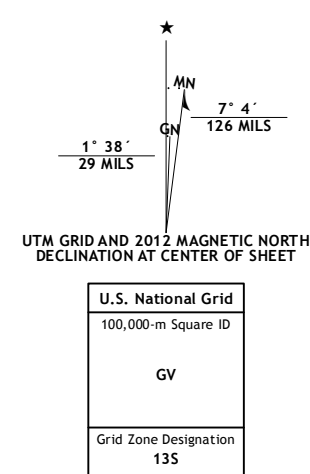 ★
MN
GN
7° 4´
126 MILS
1° 38´
29 MILS
UTM GRID AND 2012 MAGNETIC NORTH
DECLINATION AT CENTER OF SHEET
U.S. National Grid
100,000-m Square ID
GV
Grid Zone Designation
13S